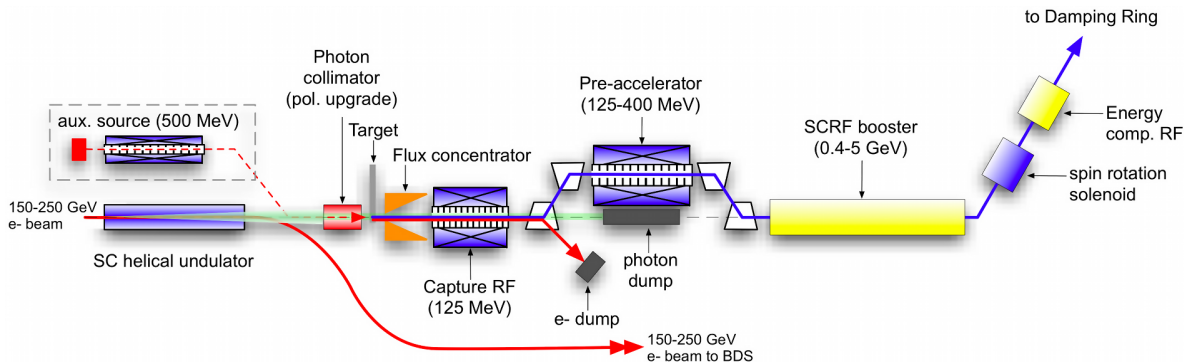 to Damping Ring
Photon
collimator
(pol. upgrade)
Pre-accelerator
(125-400 MeV)
aux. source (500 MeV)
Target
SCRF booster
(0.4-5 GeV)
Energy
comp. RF
Flux concentrator
spin rotation
solenoid
150-250 GeV
e- beam
SC helical undulator
Capture RF
(125 MeV)
photon
dump
e- dump
150-250 GeV
e- beam to BDS